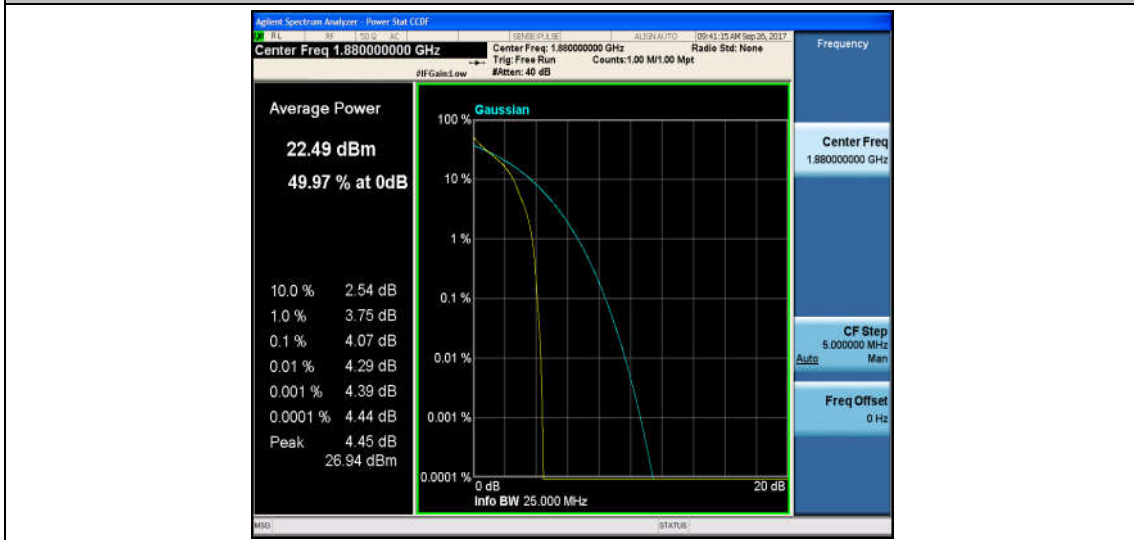 Agilent Spectrum Analyzer - Power Stat CCDF
RL RF 50 Ω AC SENSE:PULSE ALIGN AUTO 09:41:15 AM Sep 26, 2017
Center Freq 1.880000000 GHz
Center Freq: 1.880000000 GHz Radio Std: None
Trig: Free Run Counts:1.00 M/1.00 Mpt
#IFGain:Low #Atten: 40 dB
Frequency
Average Power
22.49 dBm
49.97 % at 0dB
10.0 % 2.54 dB
1.0 % 3.75 dB
0.1 % 4.07 dB
0.01 % 4.29 dB
0.001 % 4.39 dB
0.0001 % 4.44 dB
Peak 4.45 dB
26.94 dBm
Gaussian
100 %
10 %
1 %
0.1 %
0.01 %
0.001 %
0.0001 %
0 dB 20 dB
Info BW 25.000 MHz
Center Freq
1.880000000 GHz
CF Step
5.000000 MHz
Auto Man
Freq Offset
0 Hz
MSG STATUS